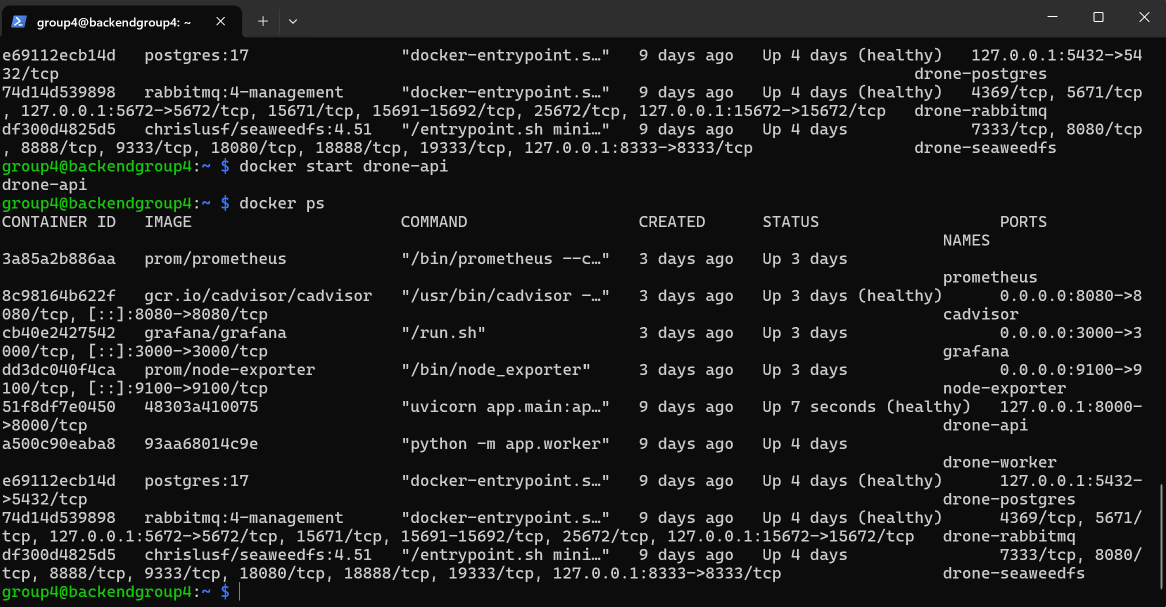 group4@backendgroup4: ~
e69112ecb14d   postgres:17                "docker-entrypoint.s…"   9 days ago   Up 4 days (healthy)   127.0.0.1:5432->54
32/tcp                                                                                          drone-postgres
74d14d539898   rabbitmq:4-management      "docker-entrypoint.s…"   9 days ago   Up 4 days (healthy)   4369/tcp, 5671/tcp
, 127.0.0.1:5672->5672/tcp, 15671/tcp, 15691-15692/tcp, 25672/tcp, 127.0.0.1:15672->15672/tcp   drone-rabbitmq
df300d4825d5   chrislusf/seaweedfs:4.51   "/entrypoint.sh mini…"   9 days ago   Up 4 days             7333/tcp, 8080/tcp
, 8888/tcp, 9333/tcp, 18080/tcp, 18888/tcp, 19333/tcp, 127.0.0.1:8333->8333/tcp                 drone-seaweedfs
group4@backendgroup4:~ $ docker start drone-api
drone-api
group4@backendgroup4:~ $ docker ps
CONTAINER ID   IMAGE                      COMMAND                  CREATED      STATUS                   PORTS
                                                                                                   NAMES
3a85a2b886aa   prom/prometheus            "/bin/prometheus --c…"   3 days ago   Up 3 days
                                                                                                   prometheus
8c98164b622f   gcr.io/cadvisor/cadvisor   "/usr/bin/cadvisor -…"   3 days ago   Up 3 days (healthy)      0.0.0.0:8080->8
080/tcp, [::]:8080->8080/tcp                                                                       cadvisor
cb40e2427542   grafana/grafana            "/run.sh"                3 days ago   Up 3 days                0.0.0.0:3000->3
000/tcp, [::]:3000->3000/tcp                                                                       grafana
dd3dc040f4ca   prom/node-exporter         "/bin/node_exporter"     3 days ago   Up 3 days                0.0.0.0:9100->9
100/tcp, [::]:9100->9100/tcp                                                                       node-exporter
51f8df7e0450   48303a410075               "uvicorn app.main:ap…"   9 days ago   Up 7 seconds (healthy)   127.0.0.1:8000-
>8000/tcp                                                                                          drone-api
a500c90eaba8   93aa68014c9e               "python -m app.worker"   9 days ago   Up 4 days
                                                                                                   drone-worker
e69112ecb14d   postgres:17                "docker-entrypoint.s…"   9 days ago   Up 4 days (healthy)      127.0.0.1:5432-
>5432/tcp                                                                                          drone-postgres
74d14d539898   rabbitmq:4-management      "docker-entrypoint.s…"   9 days ago   Up 4 days (healthy)      4369/tcp, 5671/
tcp, 127.0.0.1:5672->5672/tcp, 15671/tcp, 15691-15692/tcp, 25672/tcp, 127.0.0.1:15672->15672/tcp   drone-rabbitmq
df300d4825d5   chrislusf/seaweedfs:4.51   "/entrypoint.sh mini…"   9 days ago   Up 4 days                7333/tcp, 8080/
tcp, 8888/tcp, 9333/tcp, 18080/tcp, 18888/tcp, 19333/tcp, 127.0.0.1:8333->8333/tcp                 drone-seaweedfs
group4@backendgroup4:~ $